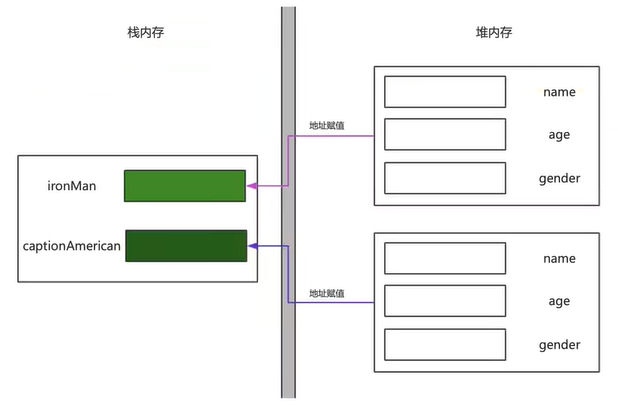 栈内存
堆内存
ironMan
captionAmerican
地址赋值
地址赋值
name
age
gender
name
age
gender